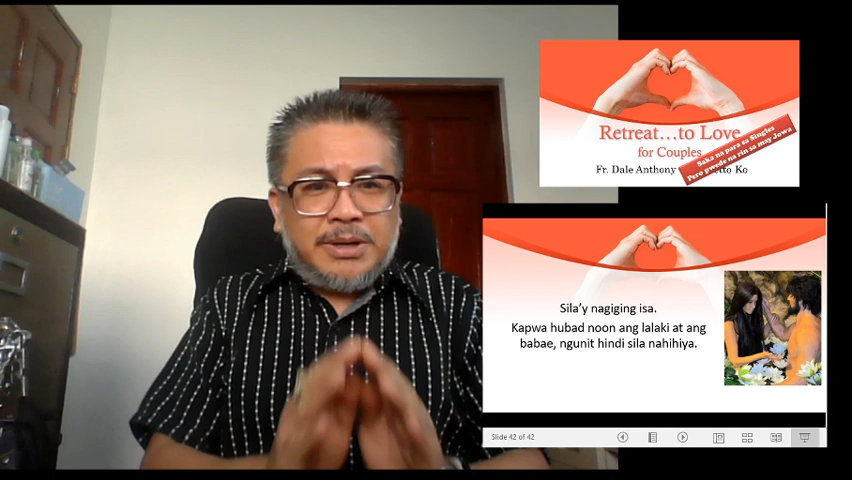 Retreat…to Love
for Couples
Saka na para sa Singles
Pero pwede na rin sa may Jowa
Fr. Dale Anthony Ko
Sila'y nagiging isa.
Kapwa hubad noon ang lalaki at ang
babae, ngunit hindi sila nahihiya.
Slide 42 of 42